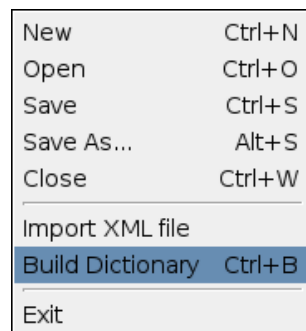 New Ctrl+N
Open Ctrl+O
Save Ctrl+S
Save As... Alt+S
Close Ctrl+W
Import XML file
Build Dictionary Ctrl+B
Exit